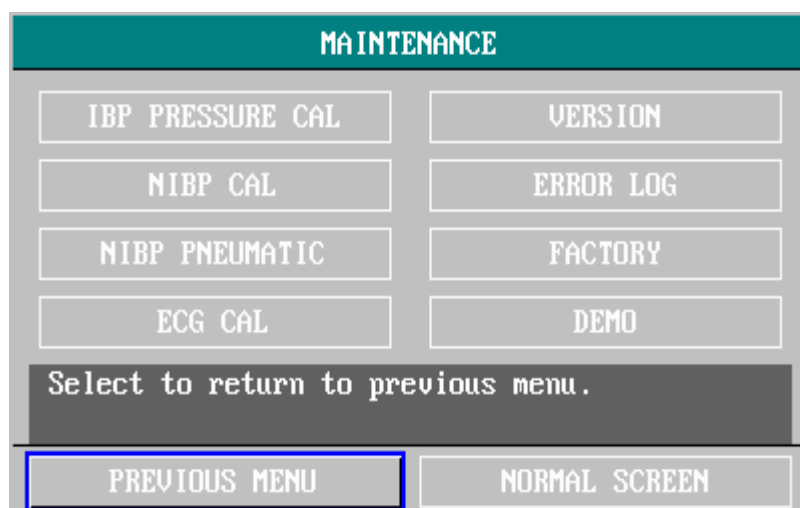 MAINTENANCE
IBP PRESSURE CAL
VERSION
NIBP CAL
ERROR LOG
NIBP PNEUMATIC
FACTORY
ECG CAL
DEMO
Select to return to previous menu.
PREVIOUS MENU
NORMAL SCREEN